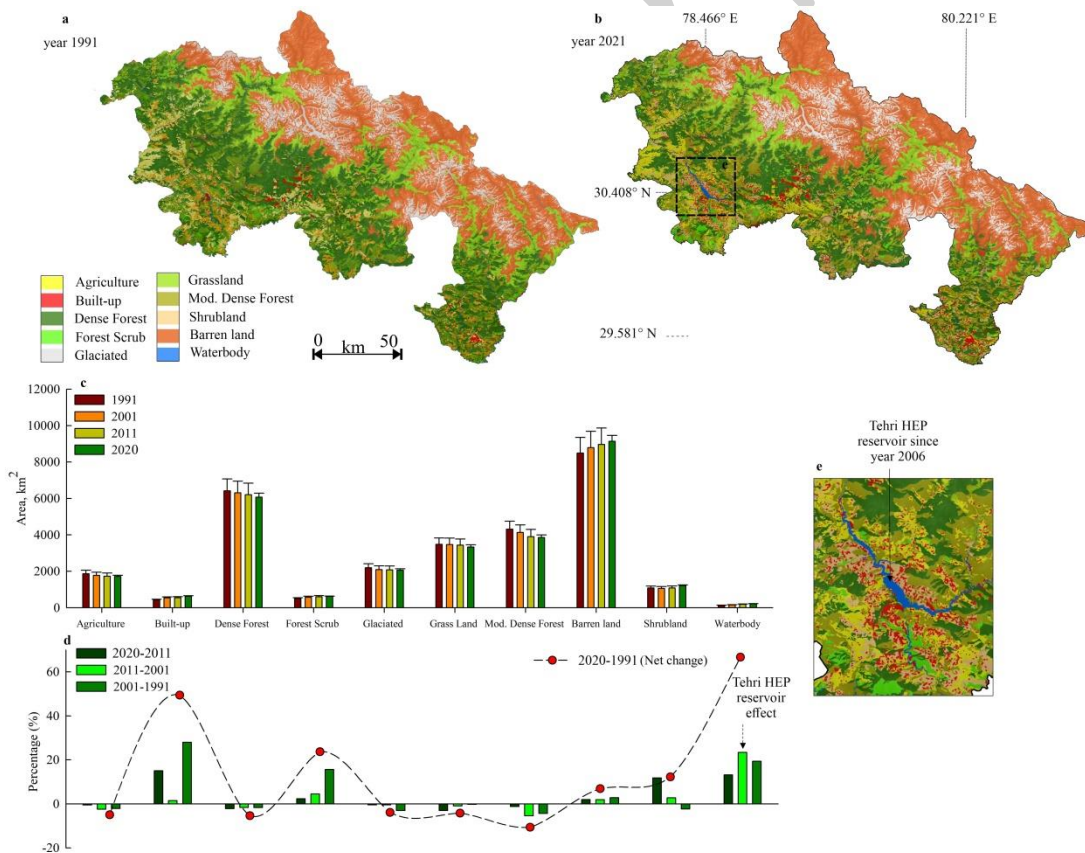 a
year 1991
b
year 2021
78.466° E
80.221° E
30.408° N
29.581° N
e
Agriculture
Built-up
Dense Forest
Forest Scrub
Glaciated
Grassland
Mod. Dense Forest
Shrubland
Barren land
Waterbody
0 50
km
c
12000
10000
8000
6000
4000
2000
0
Area, km²
1991
2001
2011
2020
Agriculture Built-up Dense Forest Forest Scrub Glaciated Grass Land Mod. Dense Forest Barren land Shrubland Waterbody
d
60
40
20
0
-20
Percentage (%)
2020-2011
2011-2001
2001-1991
2020-1991 (Net change)
Tehri HEP
reservoir
effect
Tehri HEP
reservoir since
year 2006
e